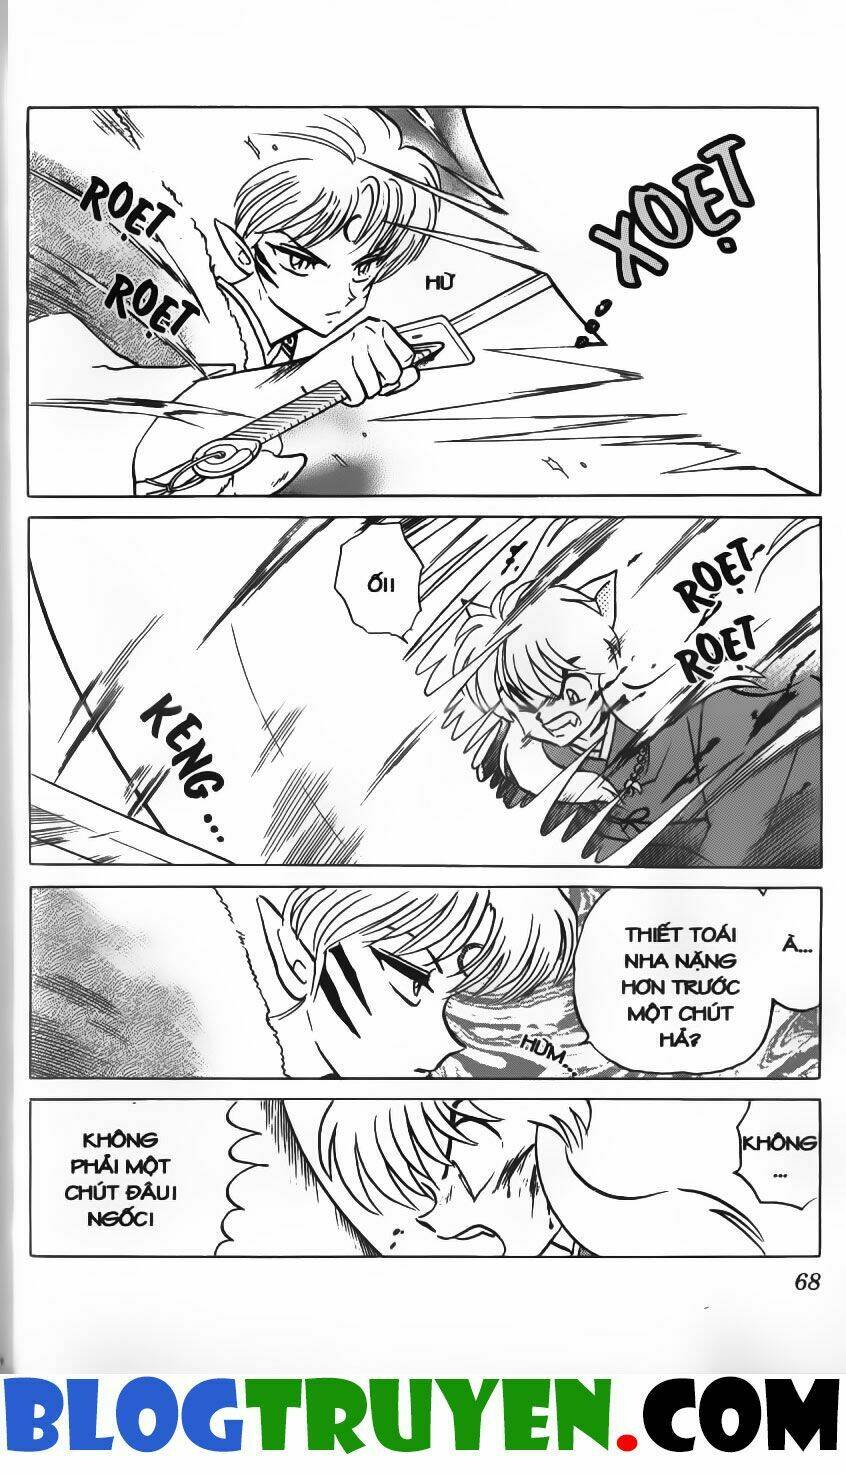 ROẸT
ROẸT
HỪ
XOẸT
ỐI!
ROẸT
ROẸT
KENG...
À...
THIẾT TOÁI
NHA NẶNG
HƠN TRƯỚC
MỘT CHÚT
HẢ?
HỪM...
KHÔNG
...
KHÔNG
PHẢI MỘT
CHÚT ĐÂU!
NGỐC!
68
BLOGTRUYEN.COM